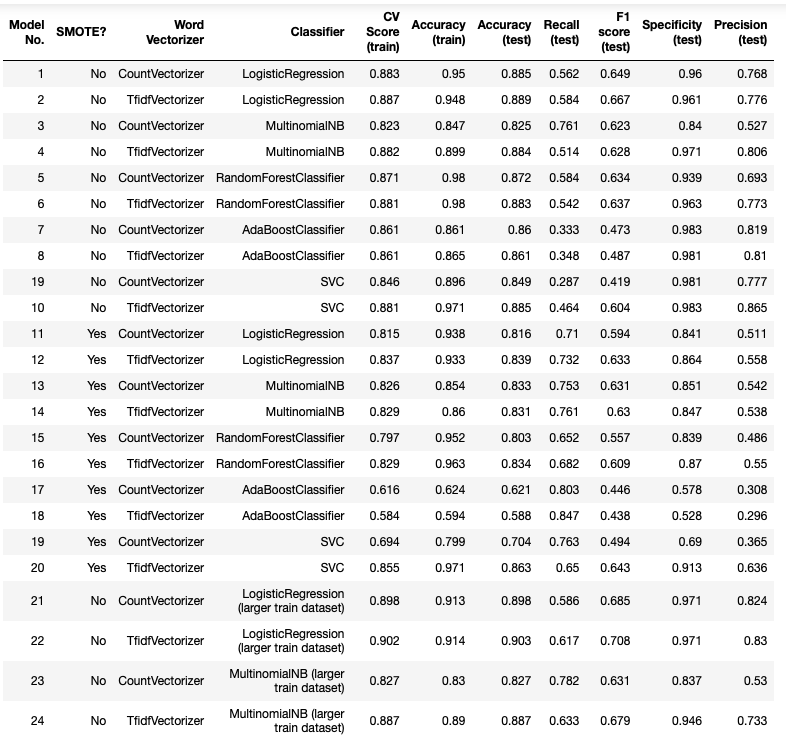 Model No. SMOTE? Word Vectorizer Classifier CV Score (train) Accuracy (train) Accuracy (test) Recall (test) F1 score (test) Specificity (test) Precision (test)
1 No CountVectorizer LogisticRegression 0.883 0.95 0.885 0.562 0.649 0.96 0.768
2 No TfidfVectorizer LogisticRegression 0.887 0.948 0.889 0.584 0.667 0.961 0.776
3 No CountVectorizer MultinomialNB 0.823 0.847 0.825 0.761 0.623 0.84 0.527
4 No TfidfVectorizer MultinomialNB 0.882 0.899 0.884 0.514 0.628 0.971 0.806
5 No CountVectorizer RandomForestClassifier 0.871 0.98 0.872 0.584 0.634 0.939 0.693
6 No TfidfVectorizer RandomForestClassifier 0.881 0.98 0.883 0.542 0.637 0.963 0.773
7 No CountVectorizer AdaBoostClassifier 0.861 0.861 0.86 0.333 0.473 0.983 0.819
8 No TfidfVectorizer AdaBoostClassifier 0.861 0.865 0.861 0.348 0.487 0.981 0.81
19 No CountVectorizer SVC 0.846 0.896 0.849 0.287 0.419 0.981 0.777
10 No TfidfVectorizer SVC 0.881 0.971 0.885 0.464 0.604 0.983 0.865
11 Yes CountVectorizer LogisticRegression 0.815 0.938 0.816 0.71 0.594 0.841 0.511
12 Yes TfidfVectorizer LogisticRegression 0.837 0.933 0.839 0.732 0.633 0.864 0.558
13 Yes CountVectorizer MultinomialNB 0.826 0.854 0.833 0.753 0.631 0.851 0.542
14 Yes TfidfVectorizer MultinomialNB 0.829 0.86 0.831 0.761 0.63 0.847 0.538
15 Yes CountVectorizer RandomForestClassifier 0.797 0.952 0.803 0.652 0.557 0.839 0.486
16 Yes TfidfVectorizer RandomForestClassifier 0.829 0.963 0.834 0.682 0.609 0.87 0.55
17 Yes CountVectorizer AdaBoostClassifier 0.616 0.624 0.621 0.803 0.446 0.578 0.308
18 Yes TfidfVectorizer AdaBoostClassifier 0.584 0.594 0.588 0.847 0.438 0.528 0.296
19 Yes CountVectorizer SVC 0.694 0.799 0.704 0.763 0.494 0.69 0.365
20 Yes TfidfVectorizer SVC 0.855 0.971 0.863 0.65 0.643 0.913 0.636
21 No CountVectorizer LogisticRegression (larger train dataset) 0.898 0.913 0.898 0.586 0.685 0.971 0.824
22 No TfidfVectorizer LogisticRegression (larger train dataset) 0.902 0.914 0.903 0.617 0.708 0.971 0.83
23 No CountVectorizer MultinomialNB (larger train dataset) 0.827 0.83 0.827 0.782 0.631 0.837 0.53
24 No TfidfVectorizer MultinomialNB (larger train dataset) 0.887 0.89 0.887 0.633 0.679 0.946 0.733